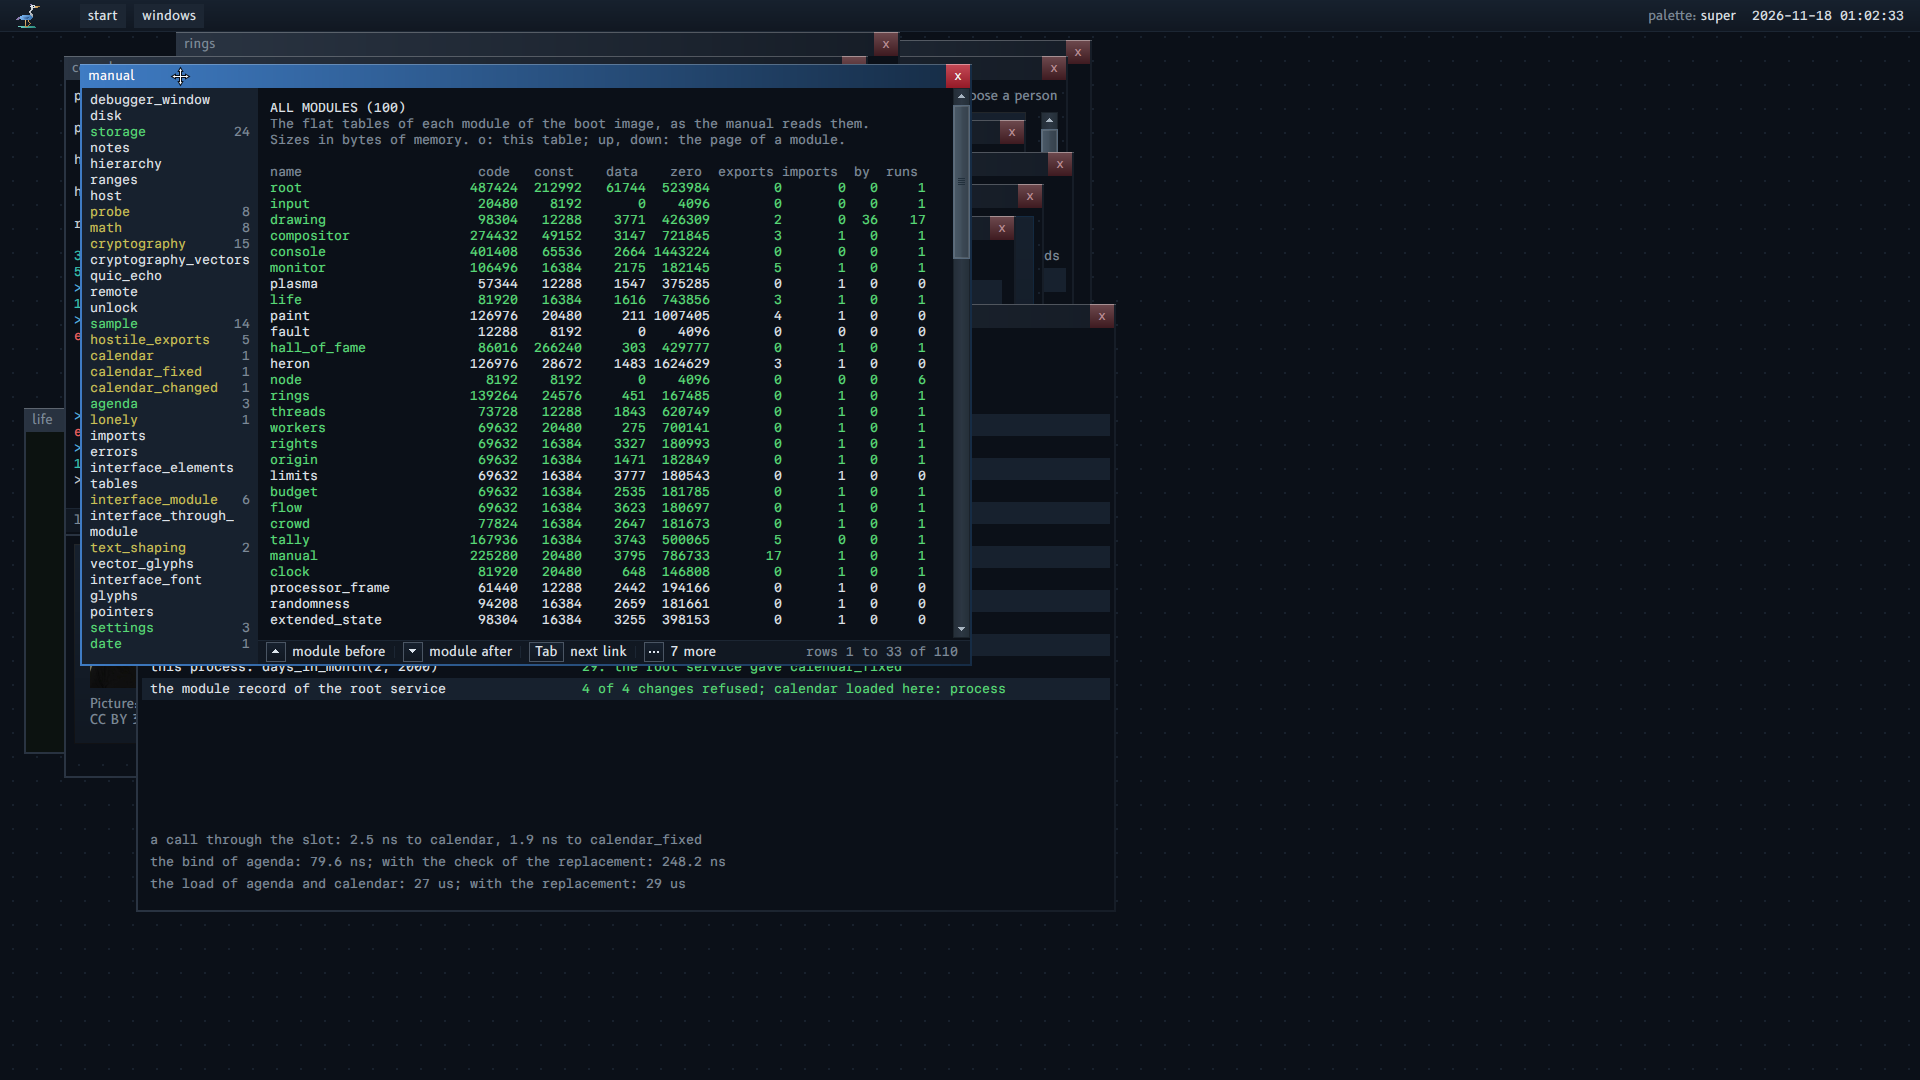 start windows palette: super 2026-11-18 01:02:33
rings x
x
x
manual x
debugger_window
disk
storage 24
notes
hierarchy
ranges
host
probe 8
math 8
cryptography 15
cryptography_vectors
quic_echo
remote
unlock
sample 14
hostile_exports 5
calendar 1
calendar_fixed 1
calendar_changed 1
agenda 3
lonely 1
imports
errors
interface_elements
tables
interface_module 6
interface_through_
module
text_shaping 2
vector_glyphs
interface_font
glyphs
pointers
settings 3
date 1
ALL MODULES (100)
The flat tables of each module of the boot image, as the manual reads them.
Sizes in bytes of memory. o: this table; up, down: the page of a module.
name code const data zero exports imports by runs
root 487424 212992 61744 523984 0 0 0 1
input 20480 8192 0 4096 0 0 0 1
drawing 98304 12288 3771 426309 2 0 36 17
compositor 274432 49152 3147 721845 3 1 0 1
console 401408 65536 2664 1443224 0 0 0 1
monitor 106496 16384 2175 182145 5 1 0 1
plasma 57344 12288 1547 375285 0 1 0 0
life 81920 16384 1616 743856 3 1 0 1
paint 126976 20480 211 1007405 4 1 0 0
fault 12288 8192 0 4096 0 0 0 0
hall_of_fame 86016 266240 303 429777 0 1 0 1
heron 126976 28672 1483 1624629 3 1 0 0
node 8192 8192 0 4096 0 0 0 6
rings 139264 24576 451 167485 0 1 0 1
threads 73728 12288 1843 620749 0 1 0 1
workers 69632 20480 275 700141 0 1 0 1
rights 69632 16384 3327 180993 0 1 0 1
origin 69632 16384 1471 182849 0 1 0 1
limits 69632 16384 3777 180543 0 1 0 0
budget 69632 16384 2535 181785 0 1 0 1
flow 69632 16384 3623 180697 0 1 0 1
crowd 77824 16384 2647 181673 0 1 0 1
tally 167936 16384 3743 500065 5 0 0 1
manual 225280 20480 3795 786733 17 1 0 1
clock 81920 20480 648 146808 0 1 0 1
processor_frame 61440 12288 2442 194166 0 1 0 0
randomness 94208 16384 2659 181661 0 1 0 0
extended_state 98304 16384 3255 398153 0 1 0 0
module before module after Tab next link ... 7 more rows 1 to 33 of 110
ose a person
x
x
x
x
ds
x
life
this process: days_in_month(2, 2000) 29: the root service gave calendar_fixed
the module record of the root service 4 of 4 changes refused; calendar loaded here: process
Picture:
CC BY
a call through the slot: 2.5 ns to calendar, 1.9 ns to calendar_fixed
the bind of agenda: 79.6 ns; with the check of the replacement: 248.2 ns
the load of agenda and calendar: 27 us; with the replacement: 29 us